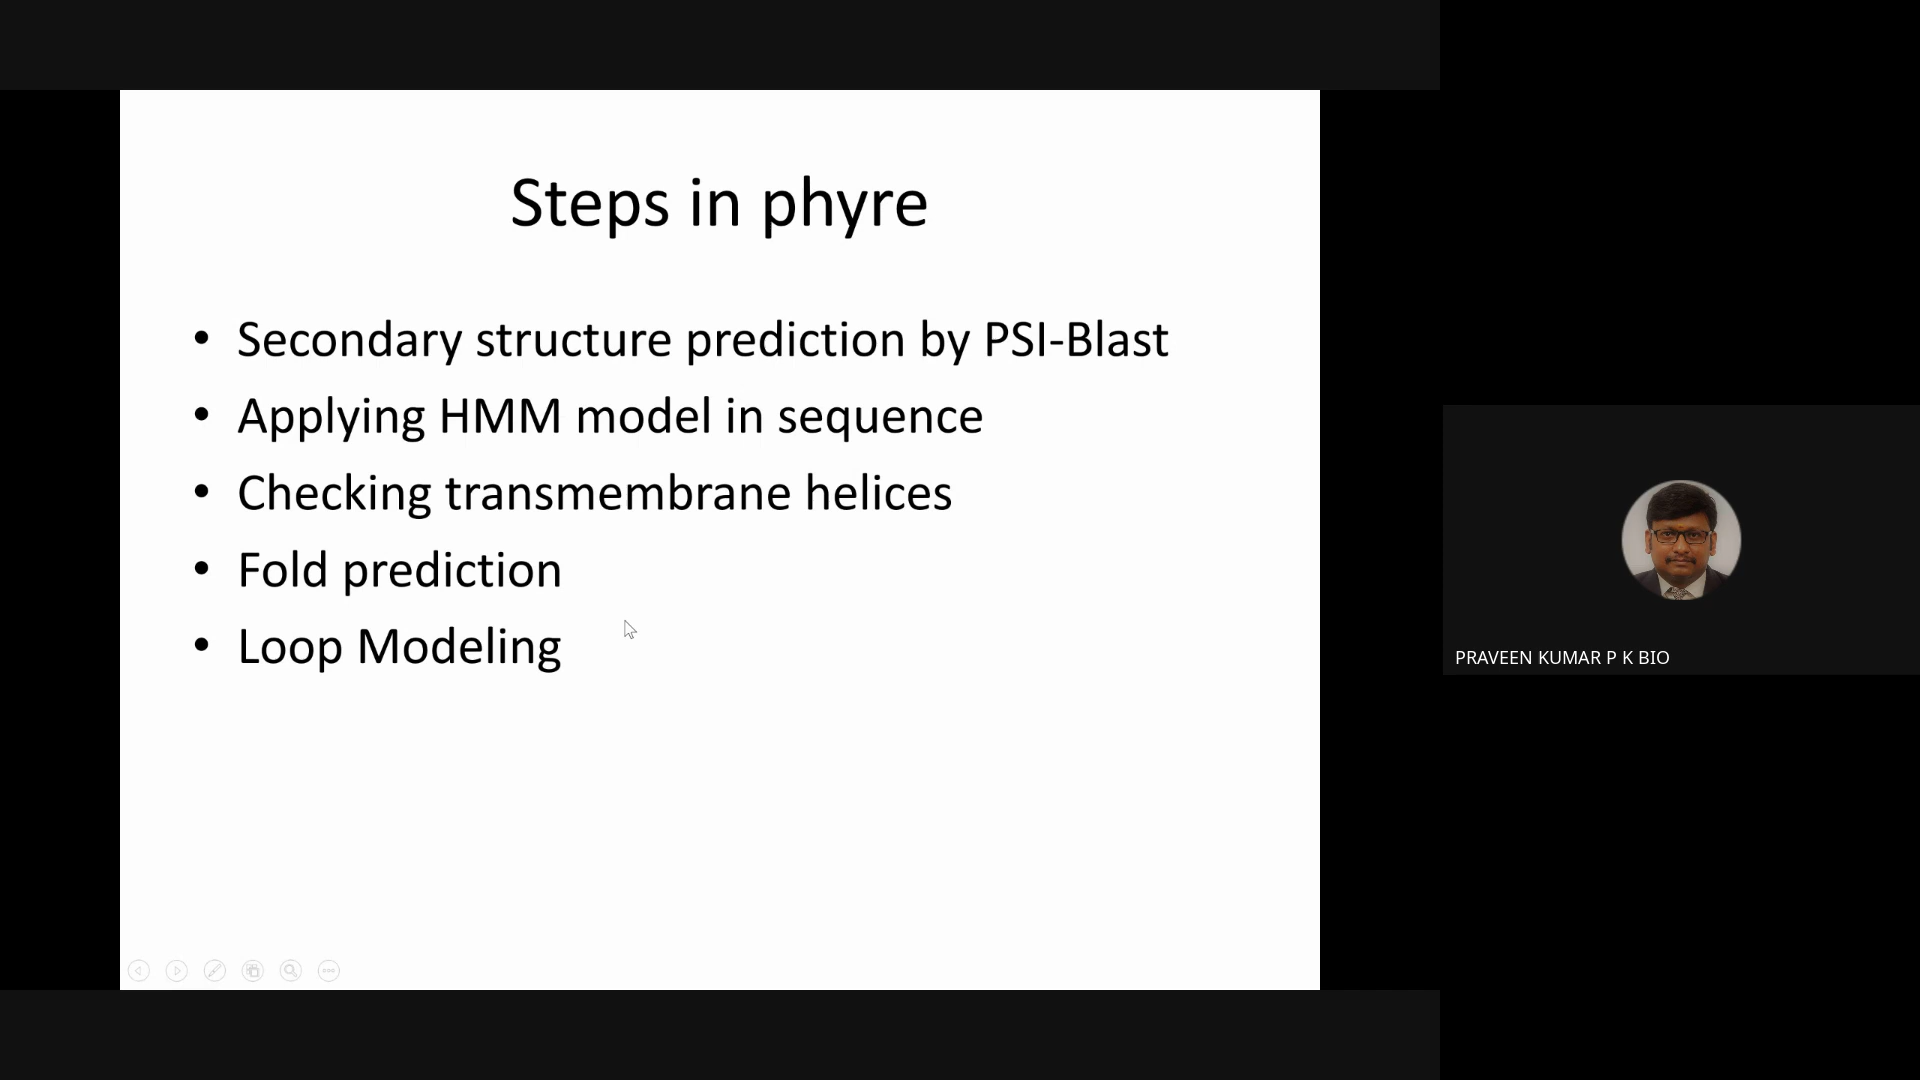 Steps in phyre
• Secondary structure prediction by PSI-Blast
• Applying HMM model in sequence
• Checking transmembrane helices
• Fold prediction
• Loop Modeling
PRAVEEN KUMAR P K BIO